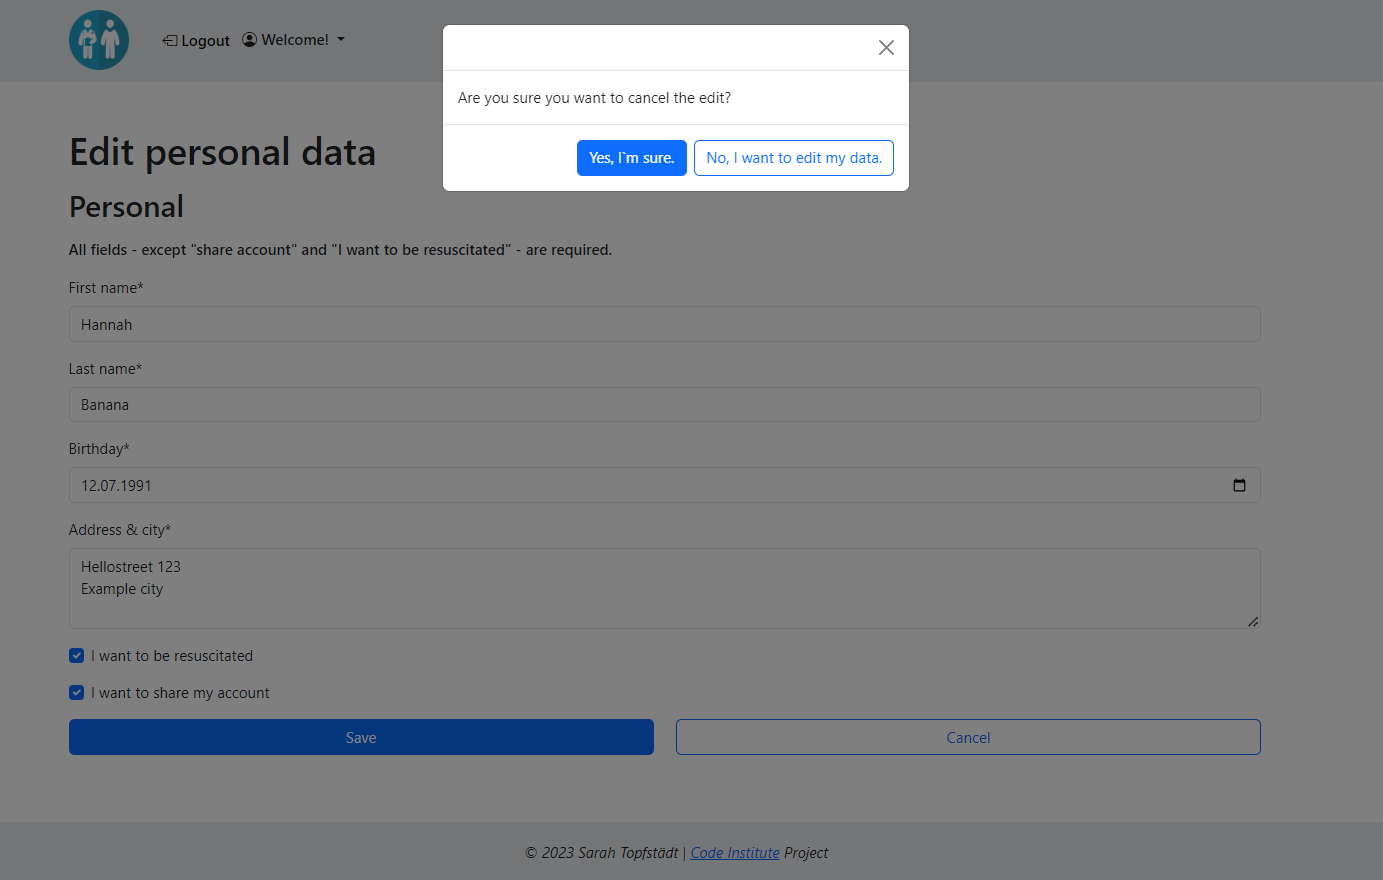 Logout Welcome!
Are you sure you want to cancel the edit?
Yes, I`m sure. No, I want to edit my data.
Edit personal data
Personal
All fields - except "share account" and "I want to be resuscitated" - are required.
First name*
Hannah
Last name*
Banana
Birthday*
12.07.1991
Address & city*
Hellostreet 123
Example city
I want to be resuscitated
I want to share my account
Save Cancel
© 2023 Sarah Topfstädt | Code Institute Project